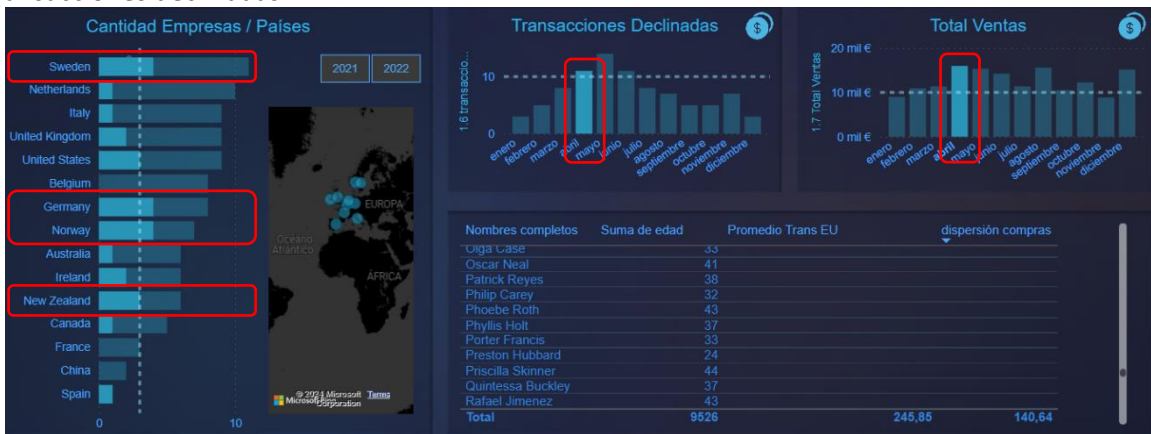 Cantidad Empresas / Países
Sweden
Netherlands
Italy
United Kingdom
United States
Belgium
Germany
Norway
Australia
Ireland
New Zealand
Canada
France
China
Spain
0 10
2021 2022
EUROPA
Océano
Atlántico
ÁFRICA
© 2024 Microsoft Terms
Corporation
Transacciones Declinadas
$
1.6 transaccio...
10
0
enero febrero marzo abril mayo junio julio agosto septiembre octubre noviembre diciembre
Total Ventas
$
1.7 Total Ventas
20 mil €
10 mil €
0 mil €
enero febrero marzo abril mayo junio julio agosto septiembre octubre noviembre diciembre
Nombres completos Suma de edad Promedio Trans EU dispersión compras
Olga Case 33
Oscar Neal 41
Patrick Reyes 38
Philip Carey 32
Phoebe Roth 43
Phyllis Holt 37
Porter Francis 33
Preston Hubbard 24
Priscilla Skinner 44
Quintessa Buckley 37
Rafael Jimenez 43
Total 9526 245,85 140,64